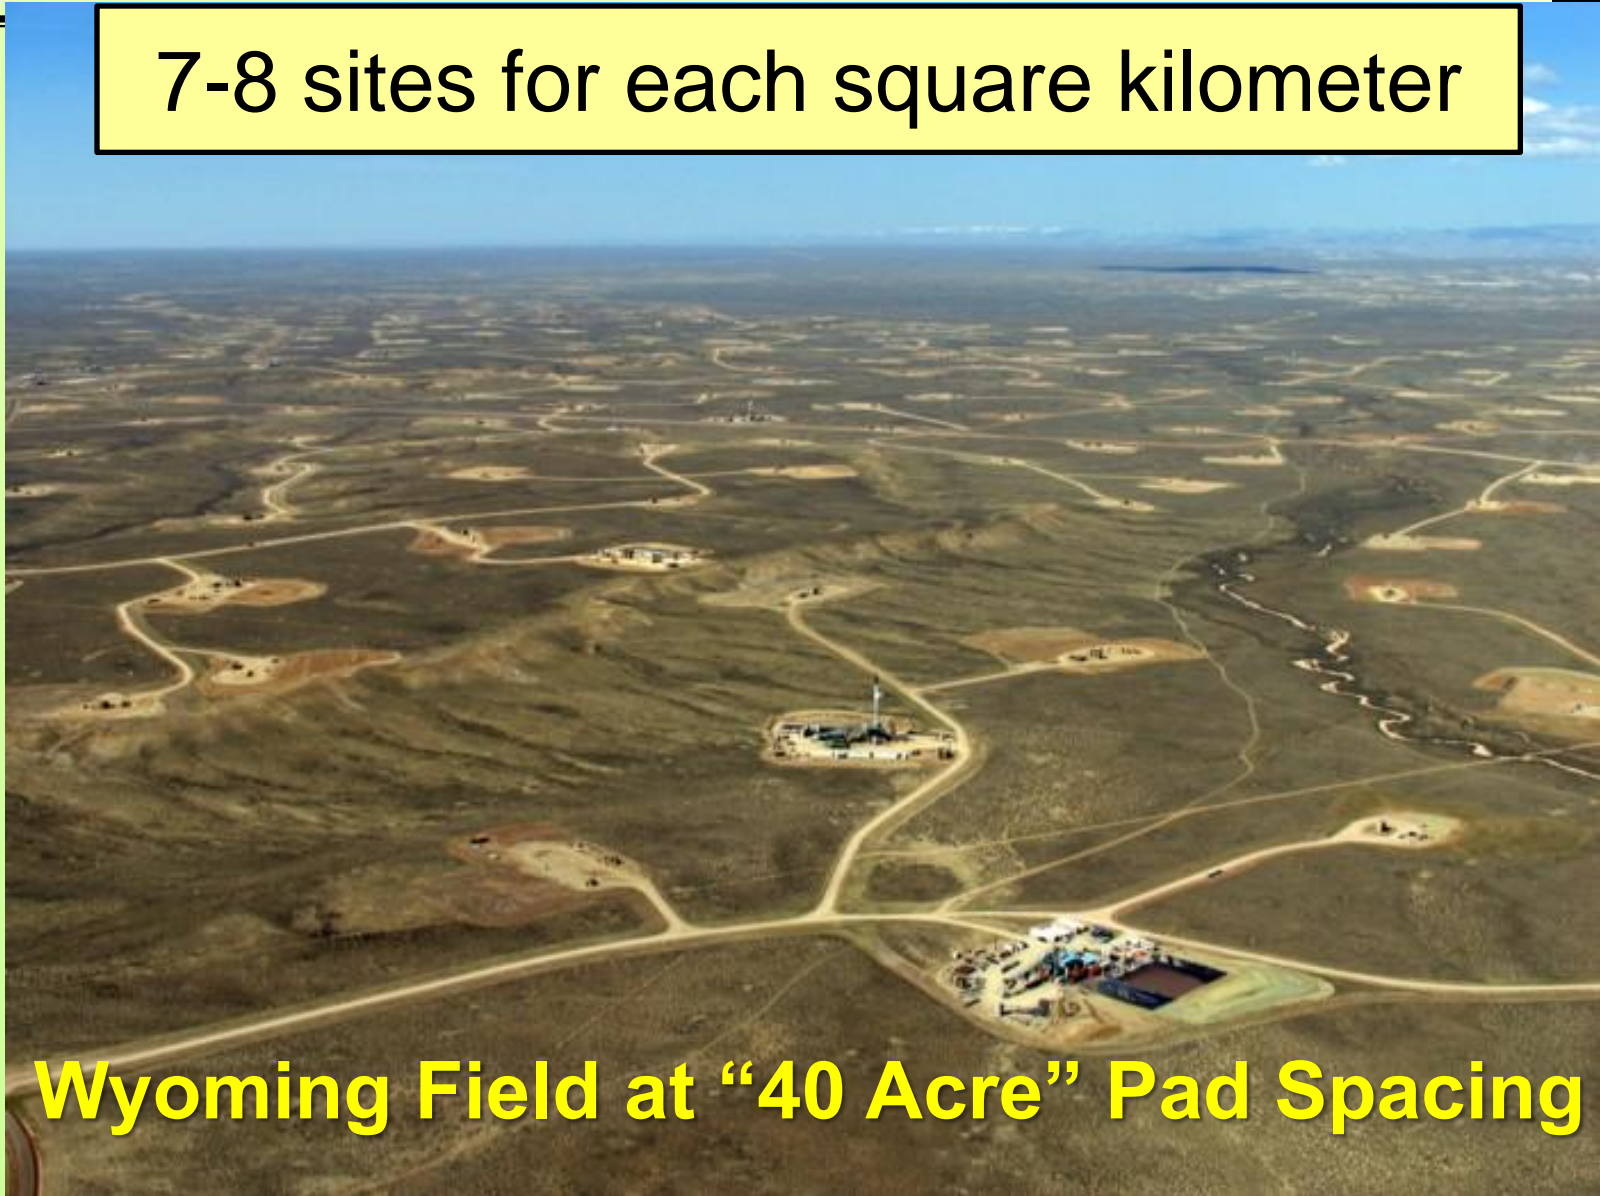 7-8 sites for each square kilometer
Wyoming Field at “40 Acre” Pad Spacing